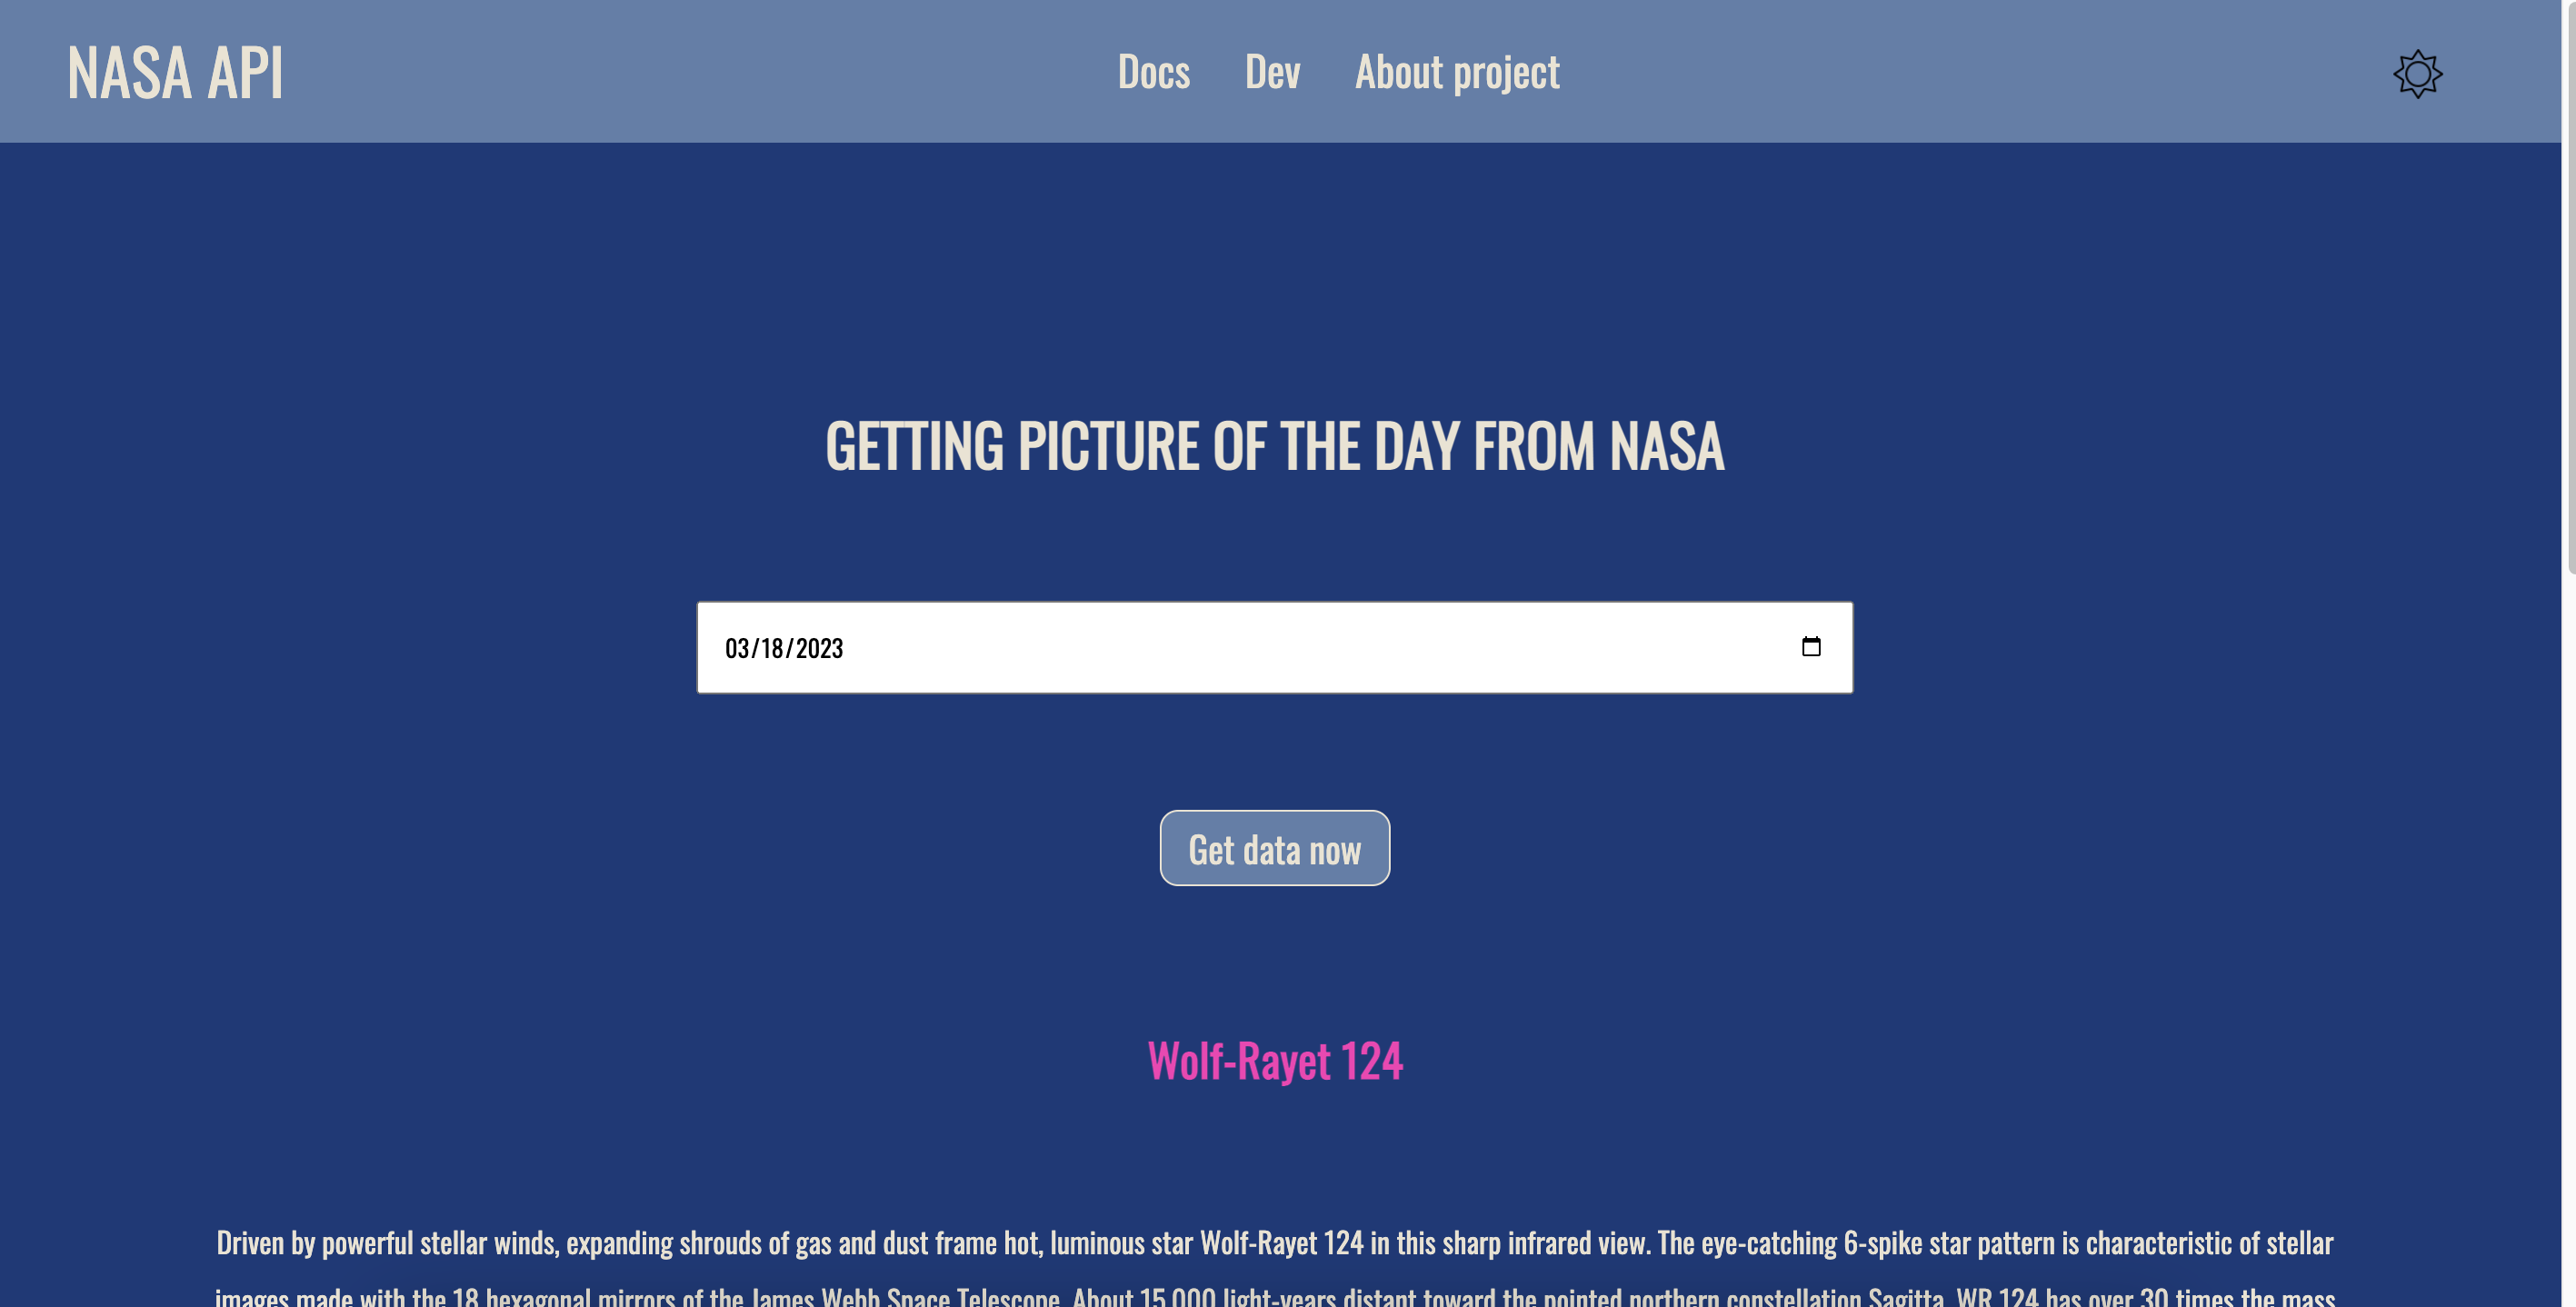 NASA API
Docs Dev About project
GETTING PICTURE OF THE DAY FROM NASA
03/18/2023
Get data now
Wolf-Rayet 124
Driven by powerful stellar winds, expanding shrouds of gas and dust frame hot, luminous star Wolf-Rayet 124 in this sharp infrared view. The eye-catching 6-spike star pattern is characteristic of stellar
images made with the 18 hexagonal mirrors of the James Webb Space Telescope. About 15,000 light-years distant toward the pointed northern constellation Sagitta, WR 124 has over 30 times the mass